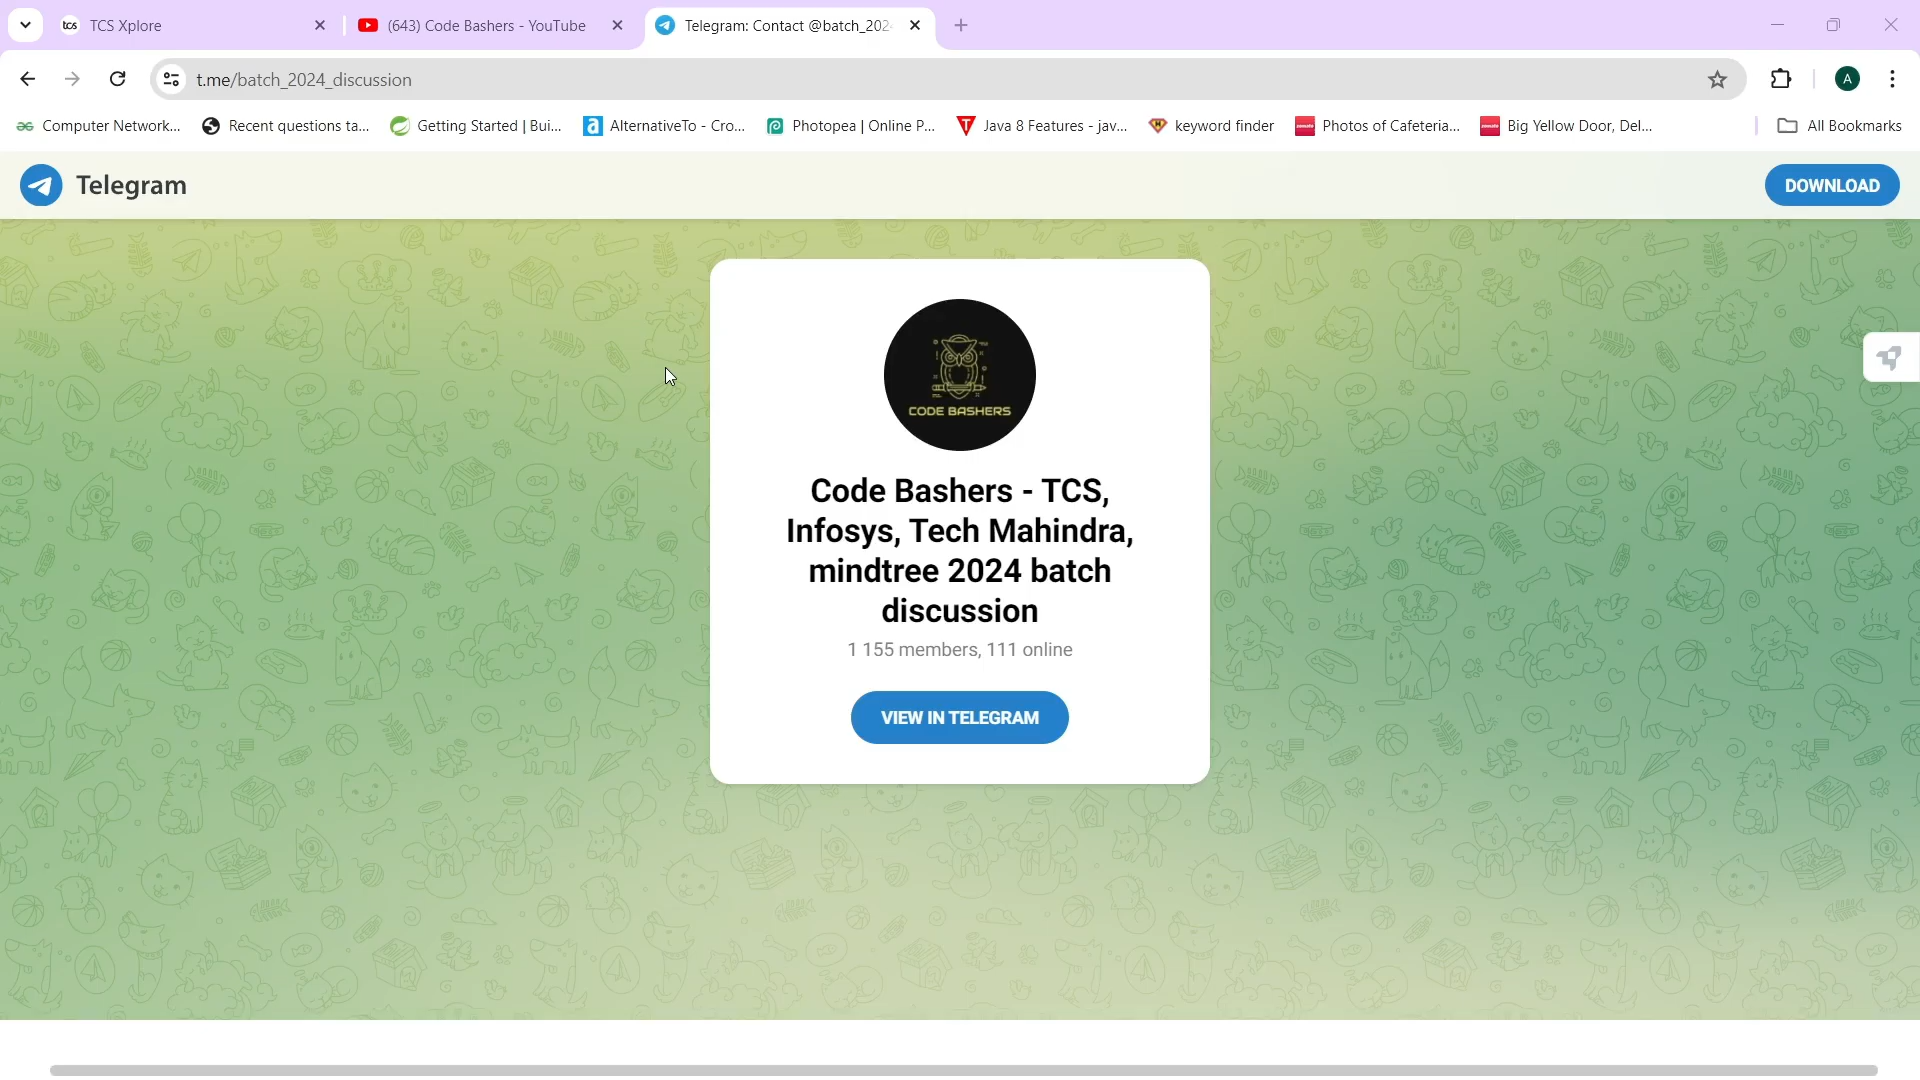 tcs TCS Xplore
(643) Code Bashers - YouTube
Telegram: Contact @batch_202
t.me/batch_2024_discussion
A
Computer Network...
Recent questions ta...
Getting Started | Bui...
AlternativeTo - Cro...
Photopea | Online P...
Java 8 Features - jav...
keyword finder
Photos of Cafeteria...
Big Yellow Door, Del...
All Bookmarks
Telegram
DOWNLOAD
CODE BASHERS
Code Bashers - TCS,
Infosys, Tech Mahindra,
mindtree 2024 batch
discussion
1 155 members, 111 online
VIEW IN TELEGRAM